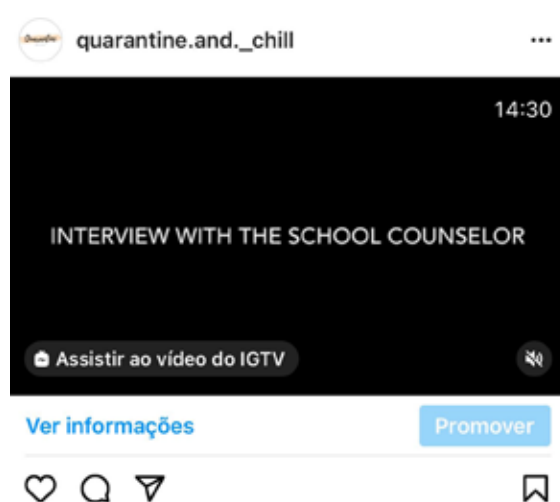 quarantine.and._chill
14:30
INTERVIEW WITH THE SCHOOL COUNSELOR
Assistir ao vídeo do IGTV
Ver informações
Promover